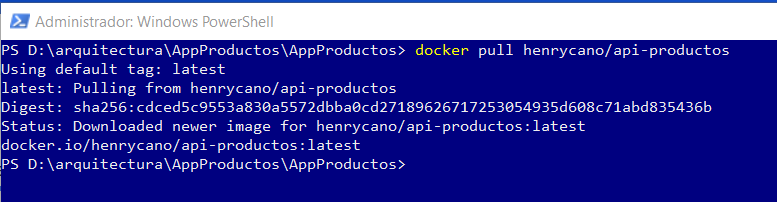 Administrador: Windows PowerShell
PS D:\arquitectura\AppProductos\AppProductos> docker pull henrycano/api-productos
Using default tag: latest
latest: Pulling from henrycano/api-productos
Digest: sha256:cdced5c9553a830a5572dbba0cd27189626717253054935d608c71abd835436b
Status: Downloaded newer image for henrycano/api-productos:latest
docker.io/henrycano/api-productos:latest
PS D:\arquitectura\AppProductos\AppProductos>